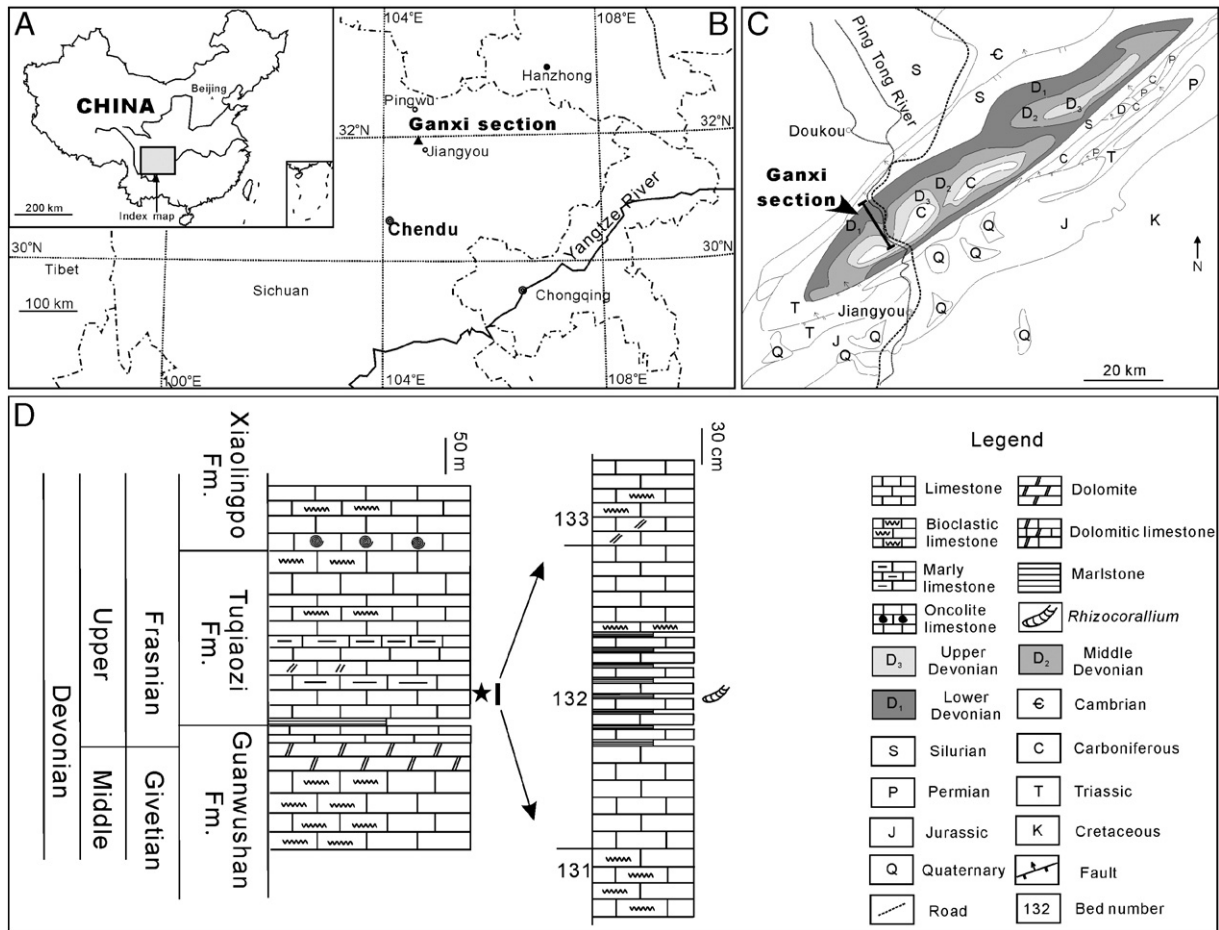 A
CHINA
Beijing
200 km
Index map
B
104°E
108°E
Hanzhong
Pingwu
32°N
Ganxi section
Jiangyou
Chendu
Yangtze River
30°N
Tibet
Sichuan
100 km
Chongqing
100°E
104°E
108°E
C
Ping Tong River
S
Є
S
D1
D2
D3
P
C
P
D
C
P
S
P
C
T
Doukou
Ganxi
section
D1
D2
D3
C
C
J
K
N
Q
Q
Q
Q
Q
T
Jiangyou
T
J
Q
Q
Q
20 km
D
Xiaolingpo
Fm.
Tuqiaozi
Fm.
Guanwushan
Fm.
Frasnian
Givetian
Upper
Middle
Devonian
50 m
30 cm
133
132
131
Legend
Limestone
Dolomite
Bioclastic
limestone
Dolomitic limestone
Marly
limestone
Marlstone
Oncolite
limestone
Rhizocorallium
D3
Upper
Devonian
D2
Middle
Devonian
D1
Lower
Devonian
Є
Cambrian
S
Silurian
C
Carboniferous
P
Permian
T
Triassic
J
Jurassic
K
Cretaceous
Q
Quaternary
Fault
Road
132
Bed number